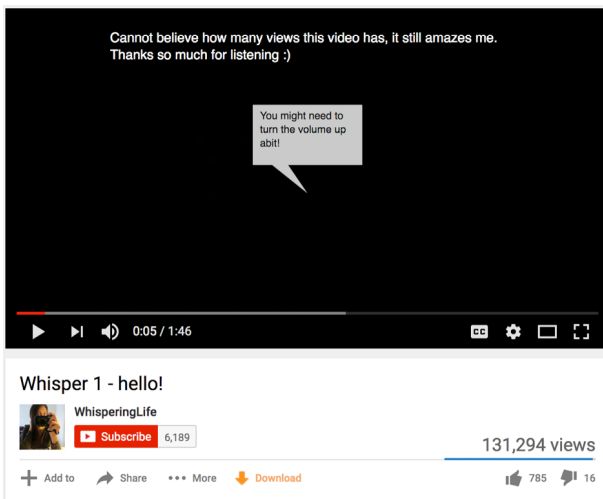 Cannot believe how many views this video has, it still amazes me.
Thanks so much for listening :)
You might need to
turn the volume up
abit!
0:05 / 1:46
CC
Whisper 1 - hello!
WhisperingLife
Subscribe 6,189
131,294 views
Add to Share More Download
785 16